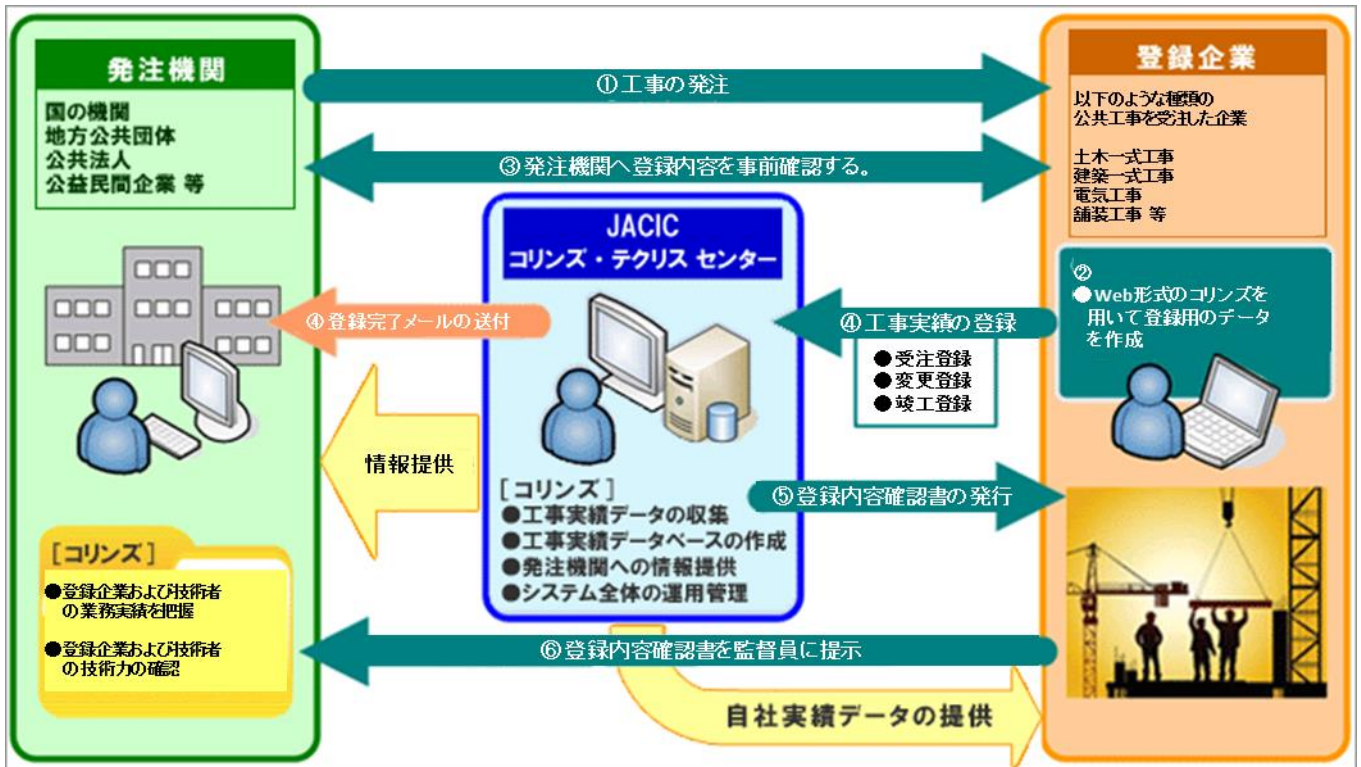 発注機関
国の機関
地方公共団体
公共法人
公益民間企業 等
①工事の発注
③発注機関へ登録内容を事前確認する。
登録企業
以下のような種類の
公共工事を受注した企業
土木一式工事
建築一式工事
電気工事
舗装工事 等
JACIC
コリンズ・テクリス センター
②
●Web形式のコリンズを
用いて登録用のデータ
を作成
④登録完了メールの送付
④工事実績の登録
●受注登録
●変更登録
●竣工登録
情報提供
[コリンズ]
●工事実績データの収集
●工事実績データベースの作成
●発注機関への情報提供
●システム全体の運用管理
⑤登録内容確認書の発行
[コリンズ]
●登録企業および技術者
の業務実績を把握
●登録企業および技術者
の技術力の確認
⑥登録内容確認書を監督員に提示
自社実績データの提供